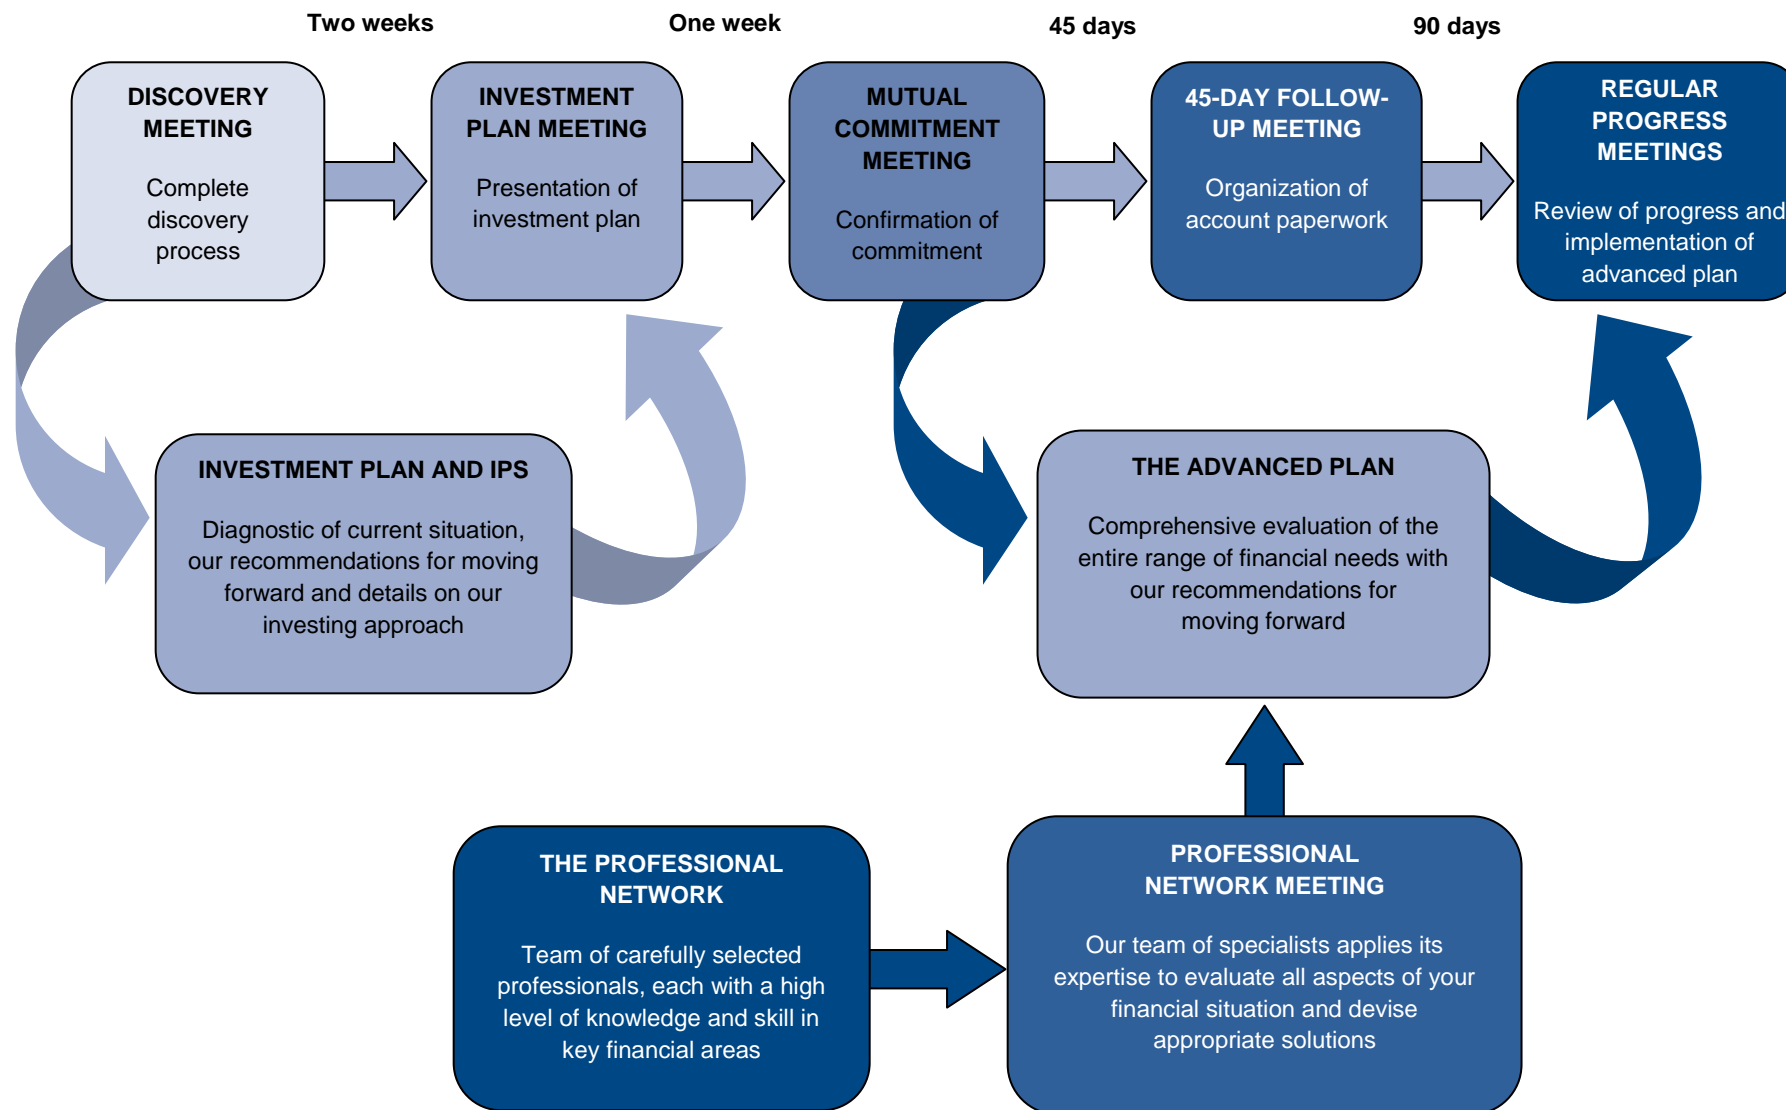 Two weeks
One week
45 days
90 days
DISCOVERY
MEETING
Complete
discovery
process
INVESTMENT
PLAN MEETING
Presentation of
investment plan
MUTUAL
COMMITMENT
MEETING
Confirmation of
commitment
45-DAY FOLLOW-
UP MEETING
Organization of
account paperwork
REGULAR
PROGRESS
MEETINGS
Review of progress and
implementation of
advanced plan
INVESTMENT PLAN AND IPS
Diagnostic of current situation,
our recommendations for moving
forward and details on our
investing approach
THE ADVANCED PLAN
Comprehensive evaluation of the
entire range of financial needs with
our recommendations for
moving forward
THE PROFESSIONAL
NETWORK
Team of carefully selected
professionals, each with a high
level of knowledge and skill in
key financial areas
PROFESSIONAL
NETWORK MEETING
Our team of specialists applies its
expertise to evaluate all aspects of your
financial situation and devise
appropriate solutions